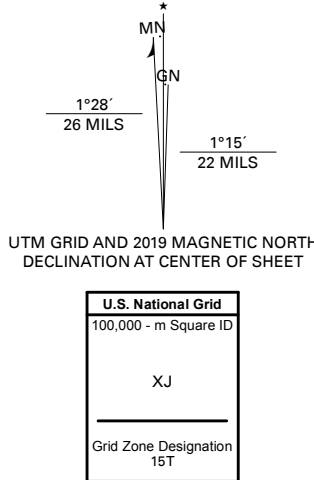 ★
MN
GN
1°28´
26 MILS
1°15´
22 MILS
UTM GRID AND 2019 MAGNETIC NORTH
DECLINATION AT CENTER OF SHEET
U.S. National Grid
100,000 - m Square ID
XJ
Grid Zone Designation
15T